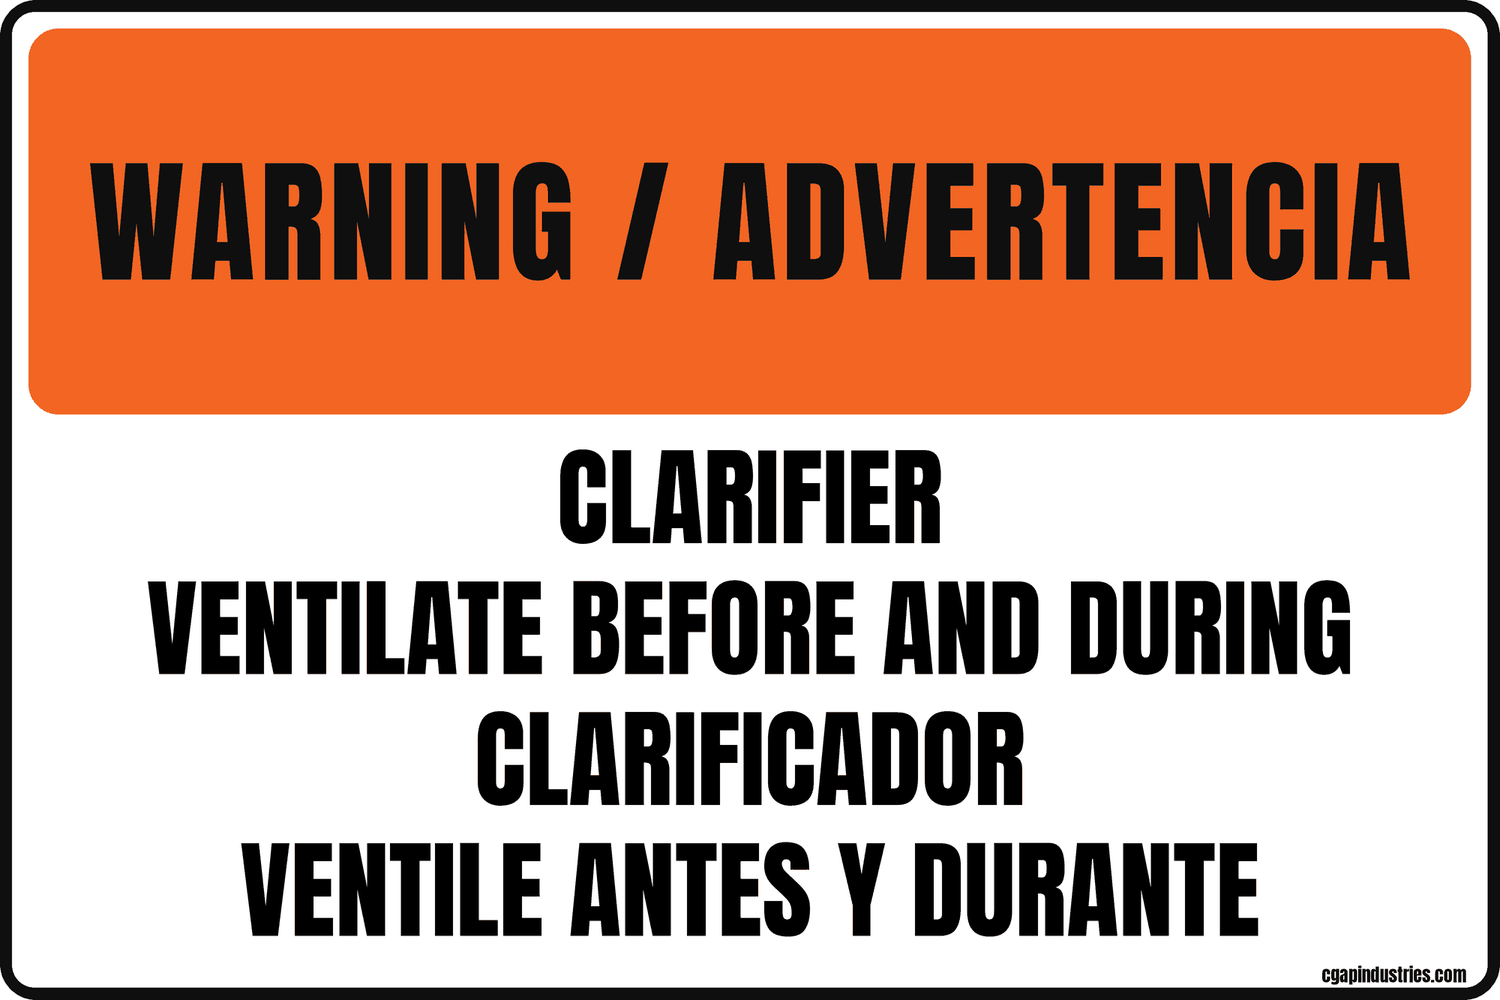 WARNING / ADVERTENCIA
CLARIFIER
VENTILATE BEFORE AND DURING
CLARIFICADOR
VENTILE ANTES Y DURANTE
cgapindustries.com